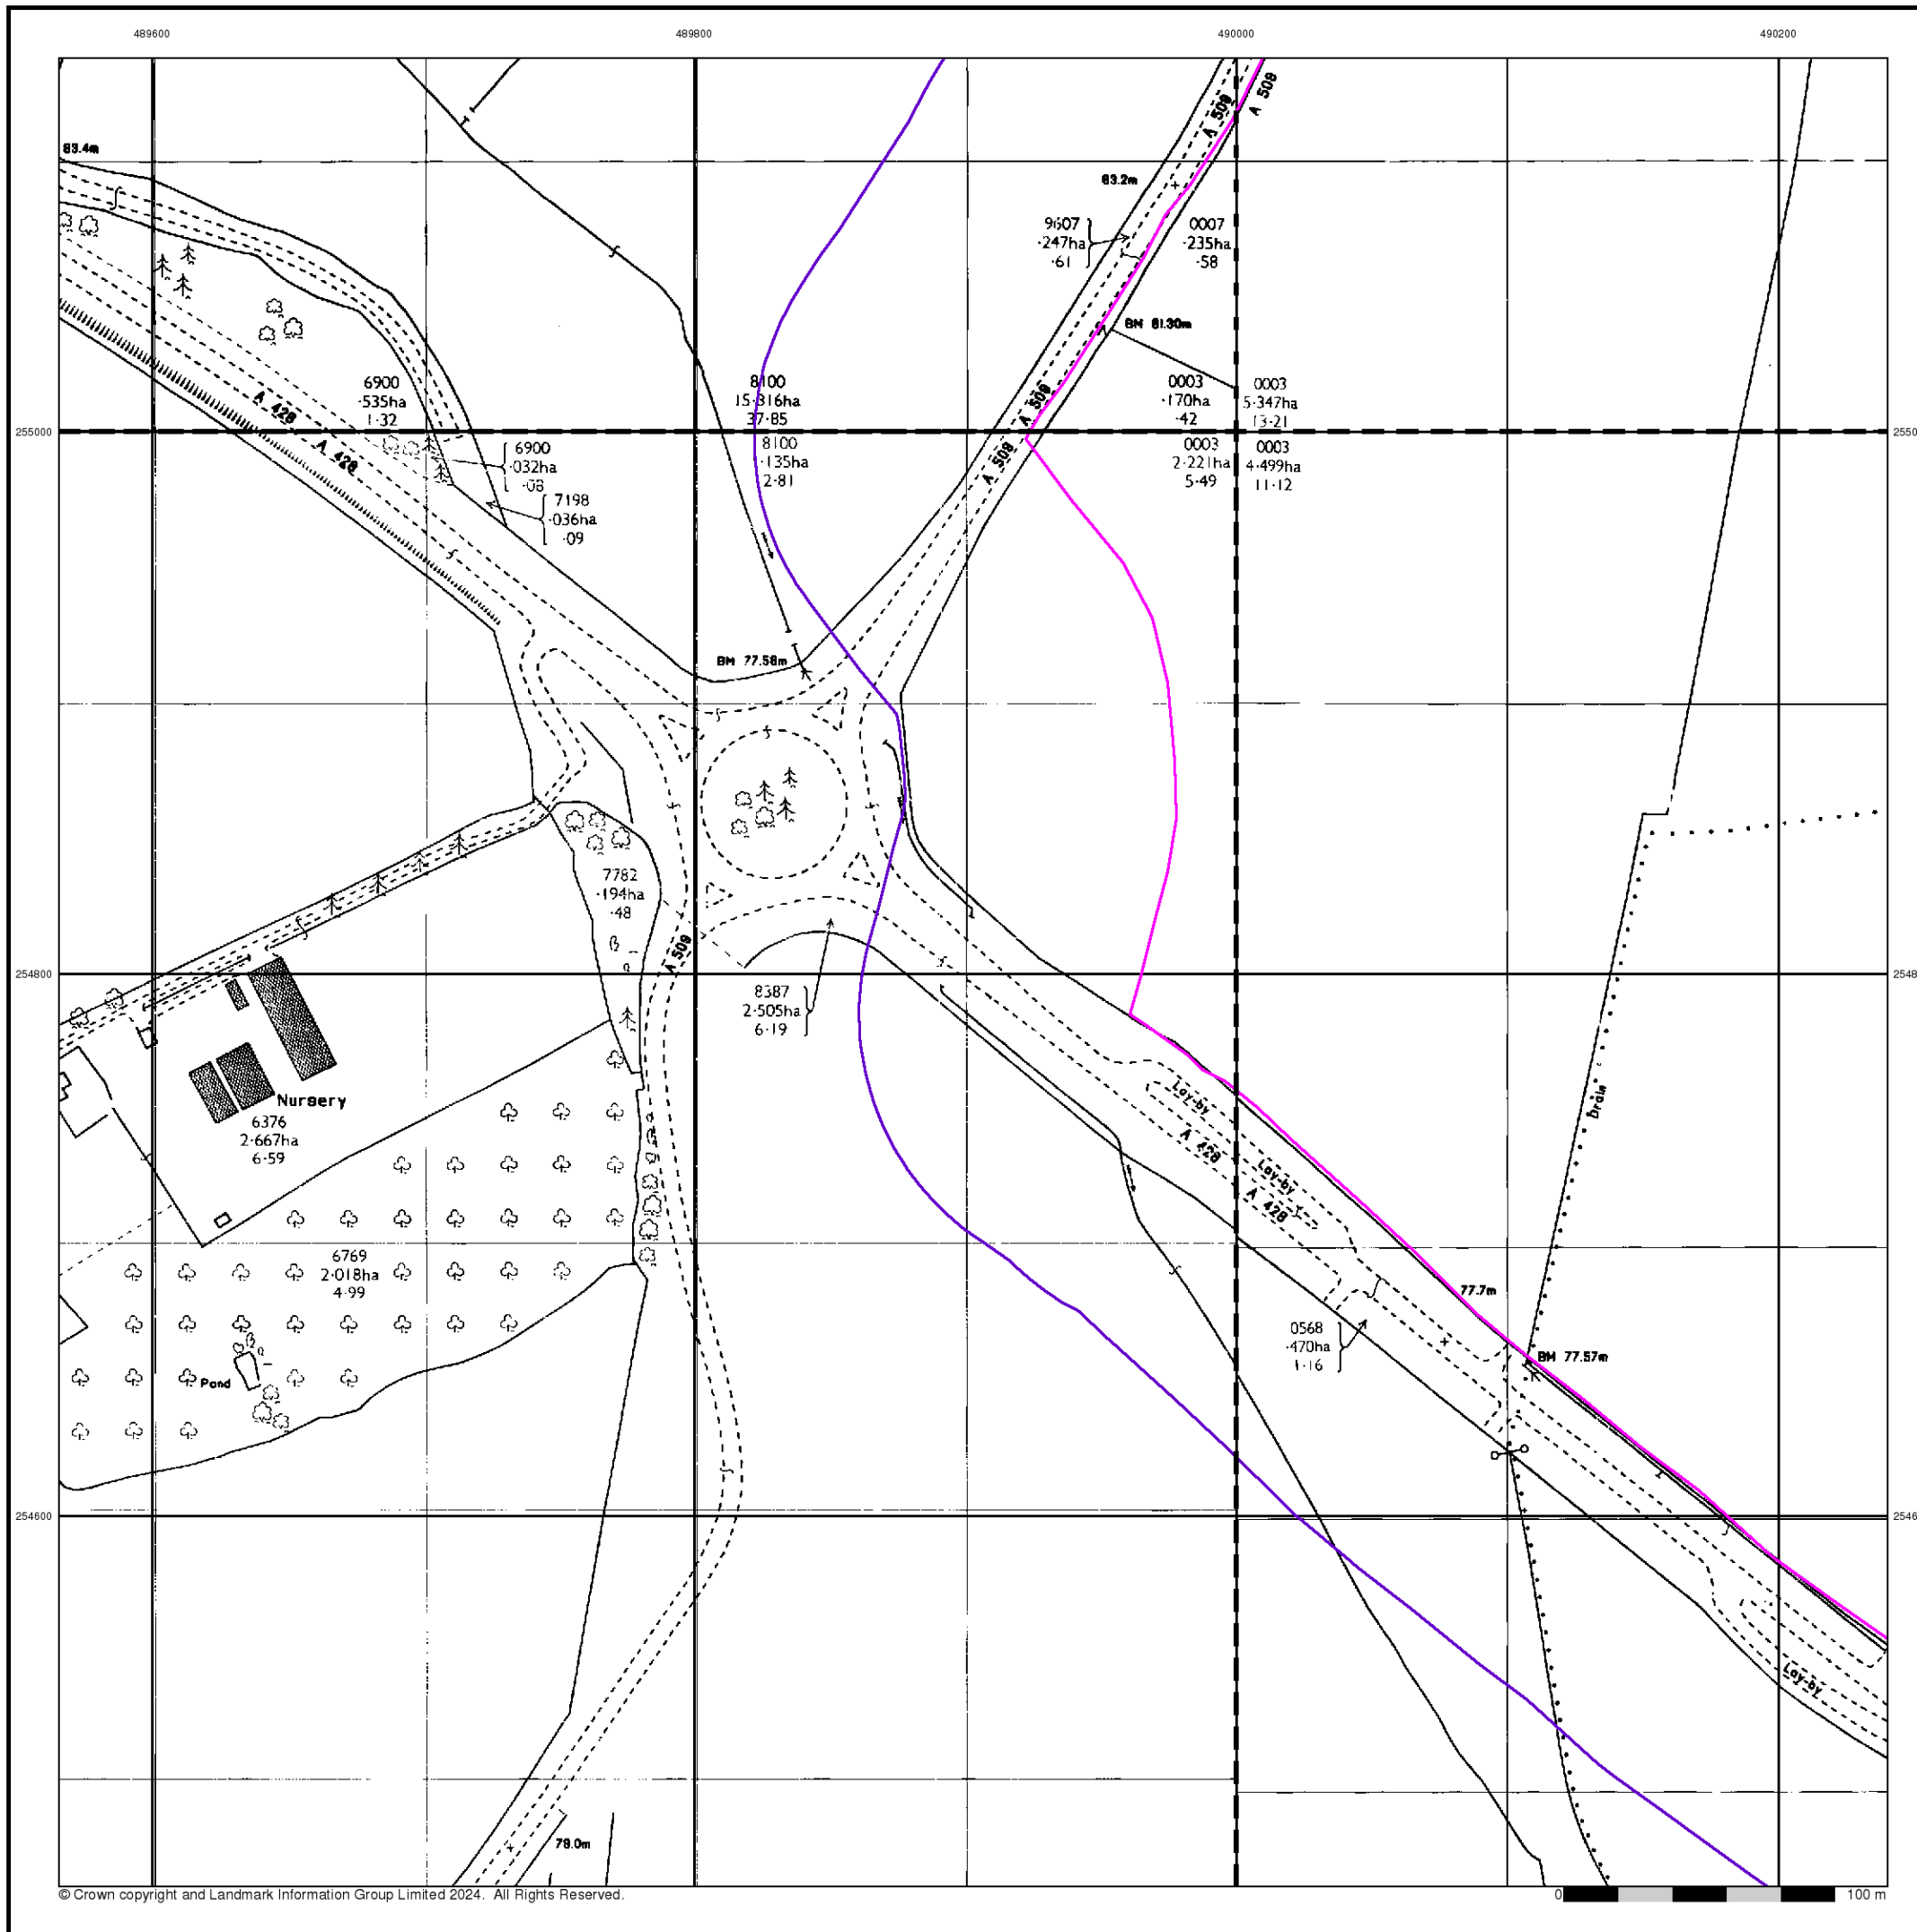 489600 489800 490000 490200
A 509
A 509
83.4m
83.2m
9607
·247ha
·61
0007
·235ha
·58
BM 81.30m
6900
·535ha
1·32
8100
15·316ha
37·85
0003
·170ha
·42
0003
5·347ha
13·21
A 428
A 509
255000
2550
A 428
6900
·032ha
·08
8100
1·135ha
2·81
A 509
0003
2·221ha
5·49
0003
4·499ha
11·12
7198
·036ha
·09
BM 77.58m
7782
·194ha
·48
A 509
254800
2548
8387
2·505ha
6·19
Nursery
6376
2·667ha
6·59
Lay-by
Drain
A 428
Lay-by
A 428
6769
2·018ha
4·99
77.7m
0568
·470ha
1·16
BM 77.57m
Pond
254600
2546
Lay-by
79.0m
© Crown copyright and Landmark Information Group Limited 2024. All Rights Reserved.
0 100 m